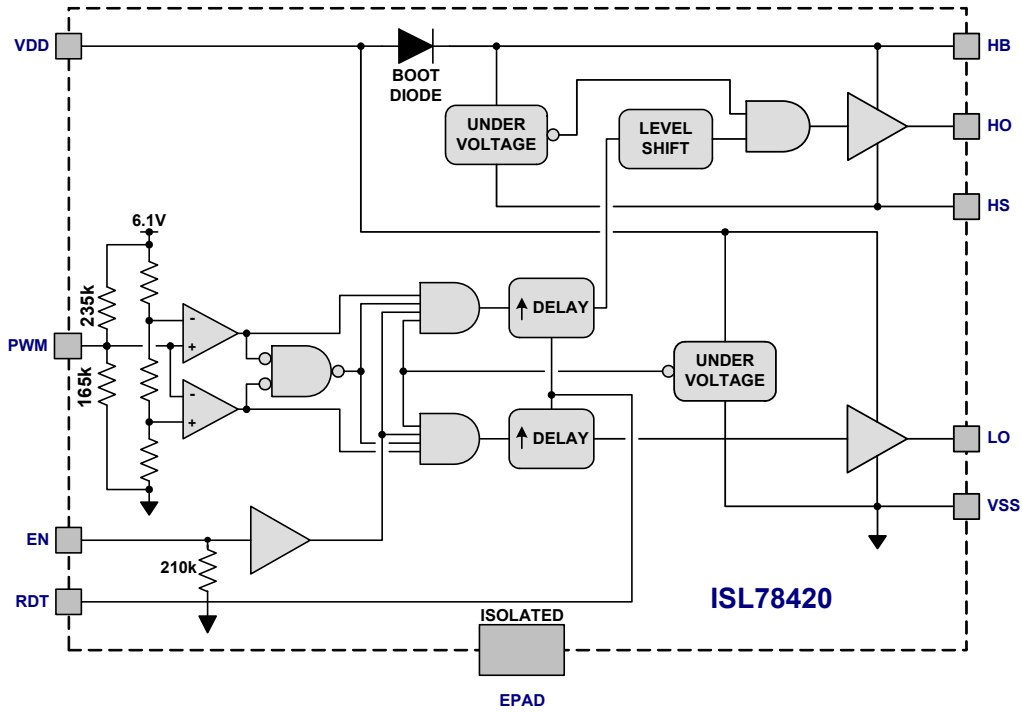 VDD
HB
BOOT
DIODE
UNDER
VOLTAGE
LEVEL
SHIFT
HO
HS
6.1V
235k
PWM
165k
-
+
-
+
↑ DELAY
UNDER
VOLTAGE
↑ DELAY
LO
VSS
EN
210k
RDT
ISL78420
ISOLATED
EPAD